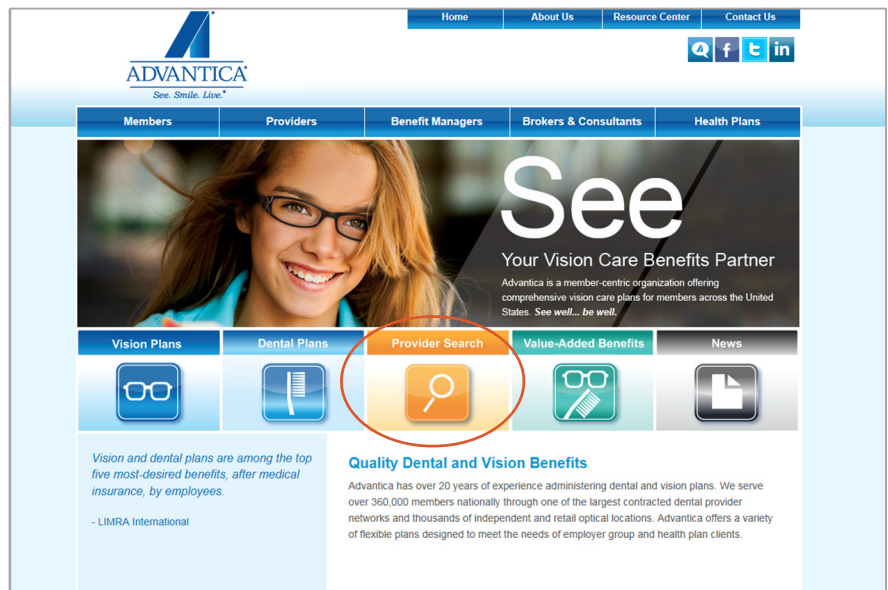 Home About Us Resource Center Contact Us
ADVANTICA®
See. Smile. Live.®
Members Providers Benefit Managers Brokers & Consultants Health Plans
See
Your Vision Care Benefits Partner
Advantica is a member-centric organization offering
comprehensive vision care plans for members across the United
States. See well... be well.
Vision Plans Dental Plans Provider Search Value-Added Benefits News
Vision and dental plans are among the top
five most-desired benefits, after medical
insurance, by employees.
- LIMRA International
Quality Dental and Vision Benefits
Advantica has over 20 years of experience administering dental and vision plans. We serve
over 360,000 members nationally through one of the largest contracted dental provider
networks and thousands of independent and retail optical locations. Advantica offers a variety
of flexible plans designed to meet the needs of employer group and health plan clients.